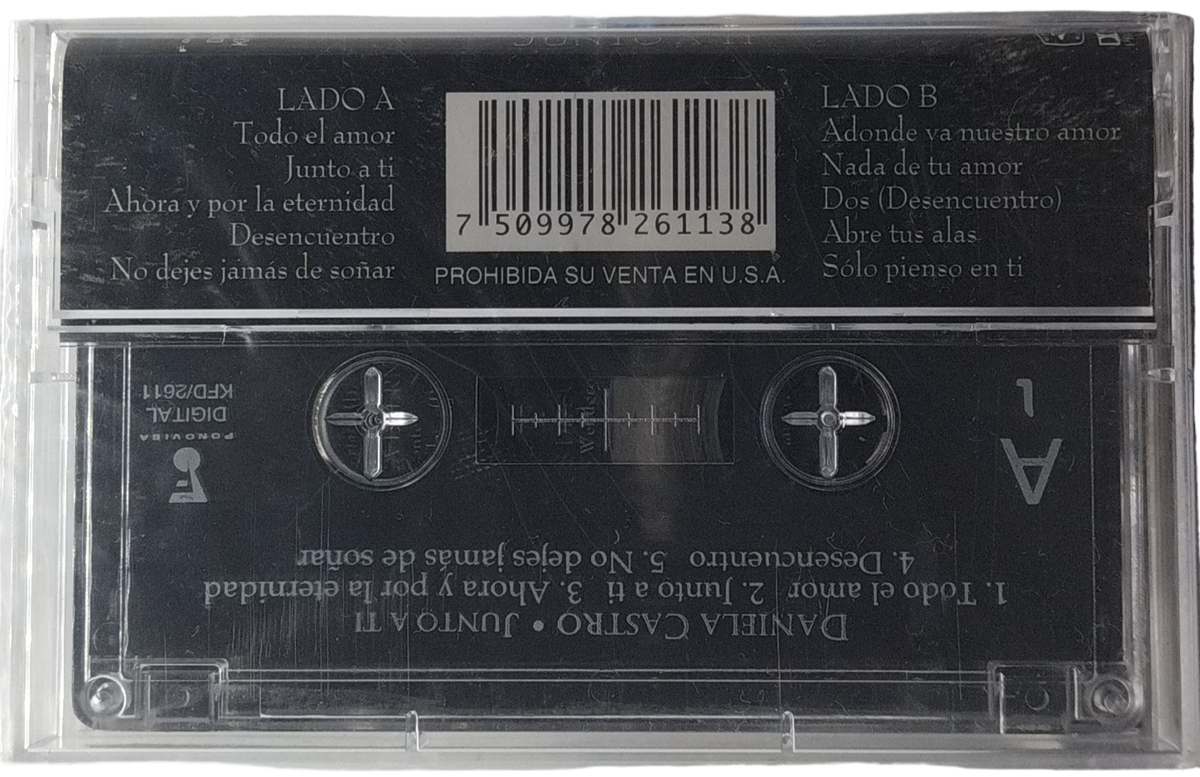 JUNTO A TI
LADO A
Todo el amor
Junto a ti
Ahora y por la eternidad
Desencuentro
No dejes jamás de soñar
7 509978 261138
PROHIBIDA SU VENTA EN U.S.A.
LADO B
Adonde va nuestro amor
Nada de tu amor
Dos (Desencuentro)
Abre tus alas
Sólo pienso en ti
DANIELA CASTRO • JUNTO A TI
1. Todo el amor 2. Junto a ti 3. Ahora y por la eternidad
4. Desencuentro 5. No dejes jamás de soñar
A
1
FONOVISA
DIGITAL
KFD/2611